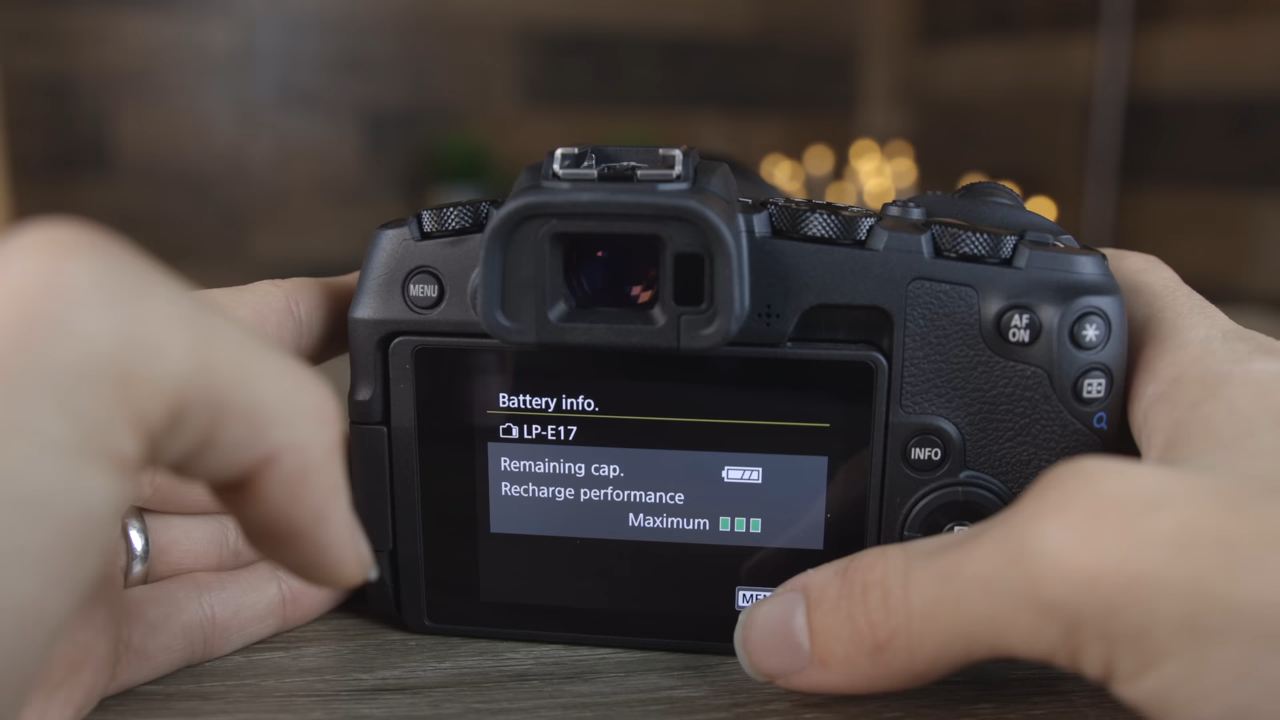 MENU
AF
ON
Battery info.
LP-E17
INFO
Remaining cap.
Recharge performance
Maximum